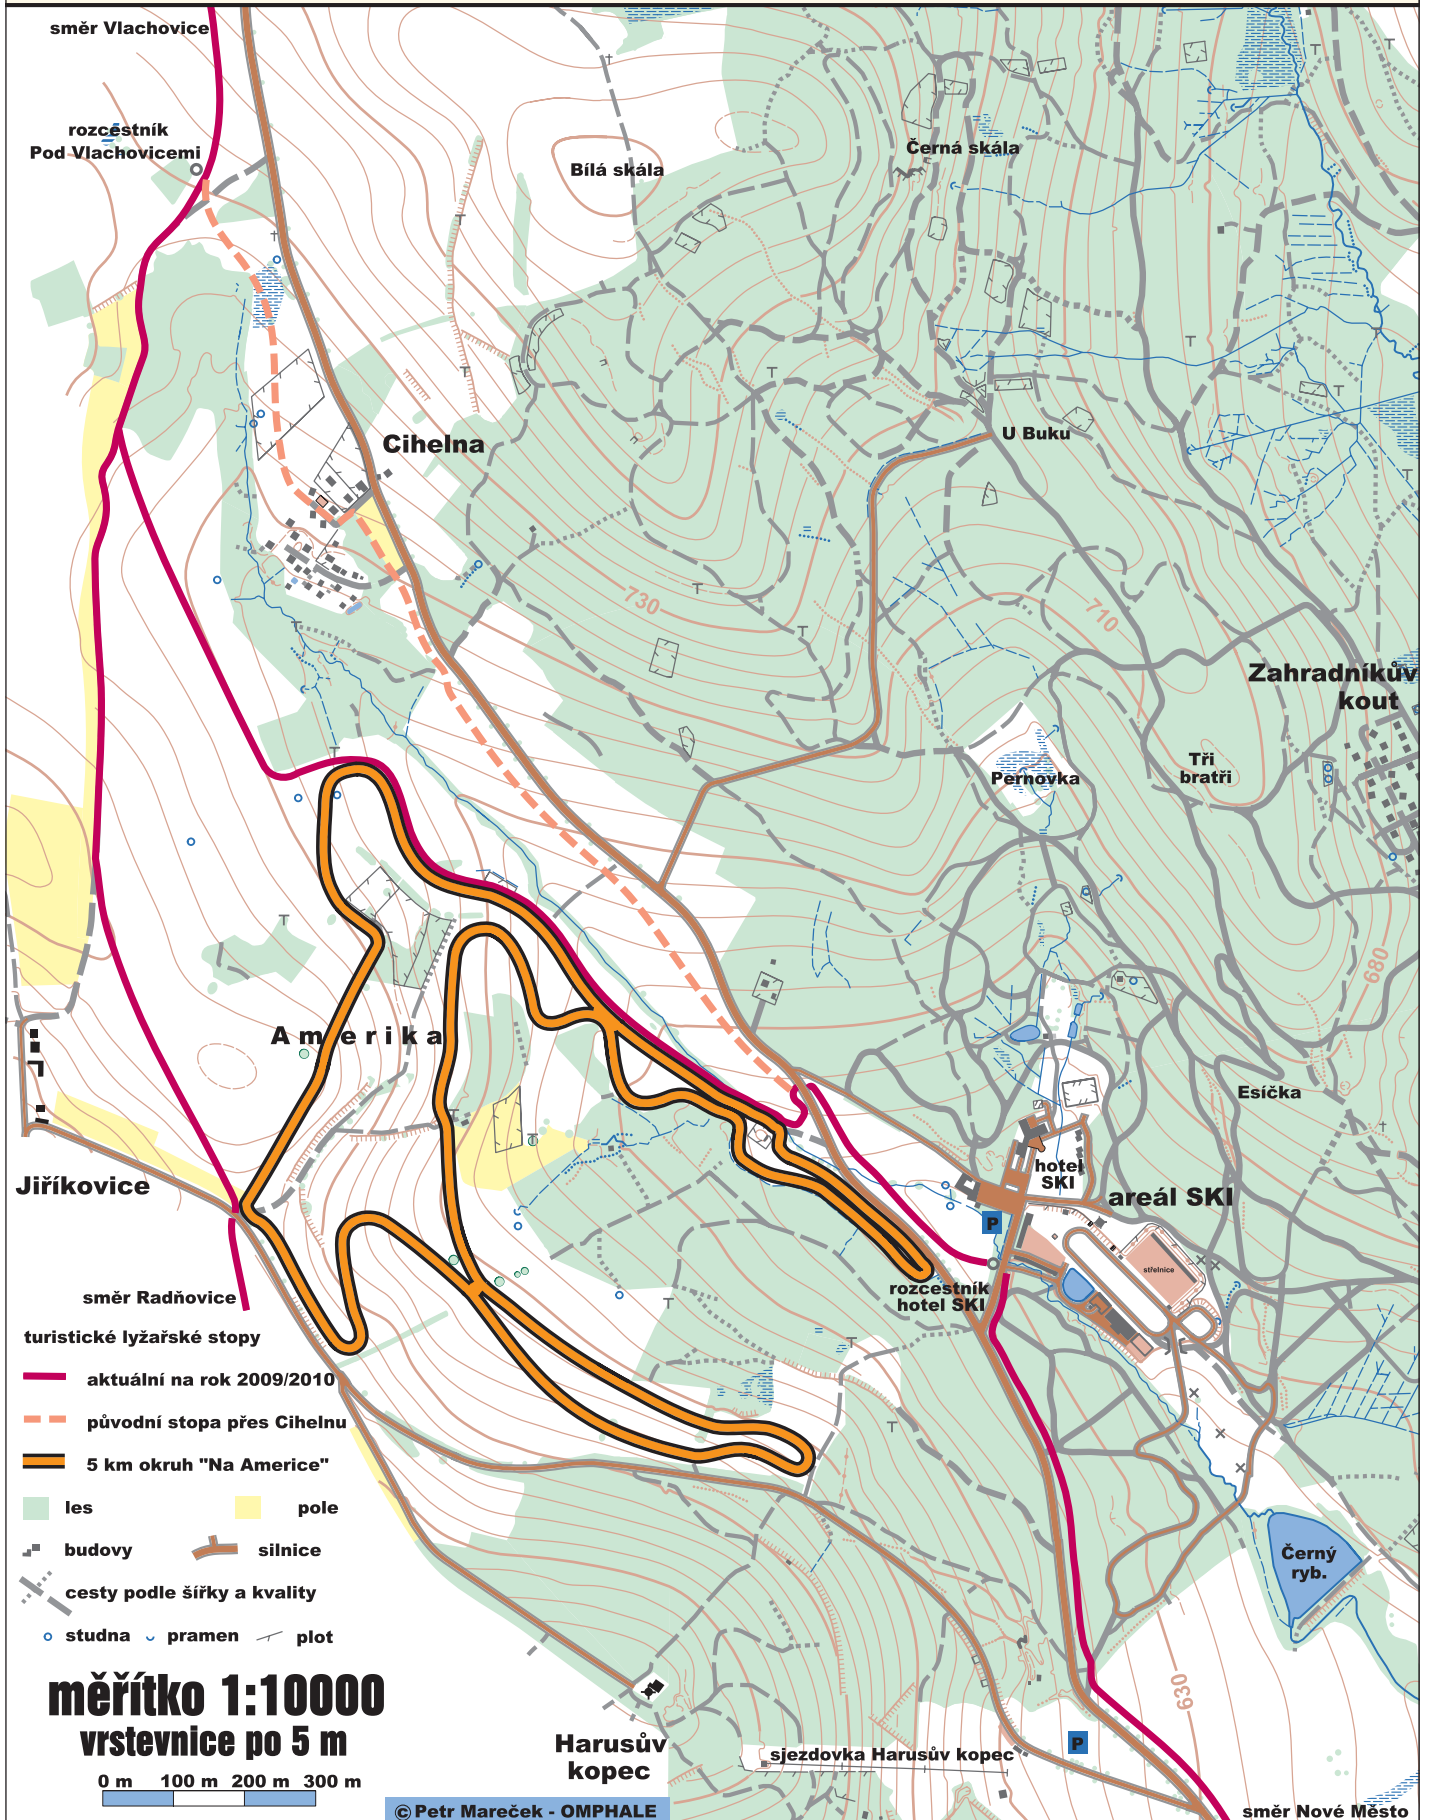 směr Vlachovice
rozcestník
Pod Vlachovicemi
Bílá skála
Černá skála
U Buku
Cihelna
730
710
Zahradníkův
kout
Tři
bratři
Pernovka
680
Amerika
Esíčka
hotel
SKI
areál SKI
P
střelnice
Jiříkovice
rozcestník
hotel SKI
směr Radňovice
turistické lyžařské stopy
aktuální na rok 2009/2010
původní stopa přes Cihelnu
5 km okruh "Na Americe"
les
pole
budovy
silnice
cesty podle šířky a kvality
studna
pramen
plot
Černý
ryb.
630
měřítko 1:10000
vrstevnice po 5 m
0 m 100 m 200 m 300 m
Harusův
kopec
sjezdovka Harusův kopec
P
© Petr Mareček - OMPHALE
směr Nové Město